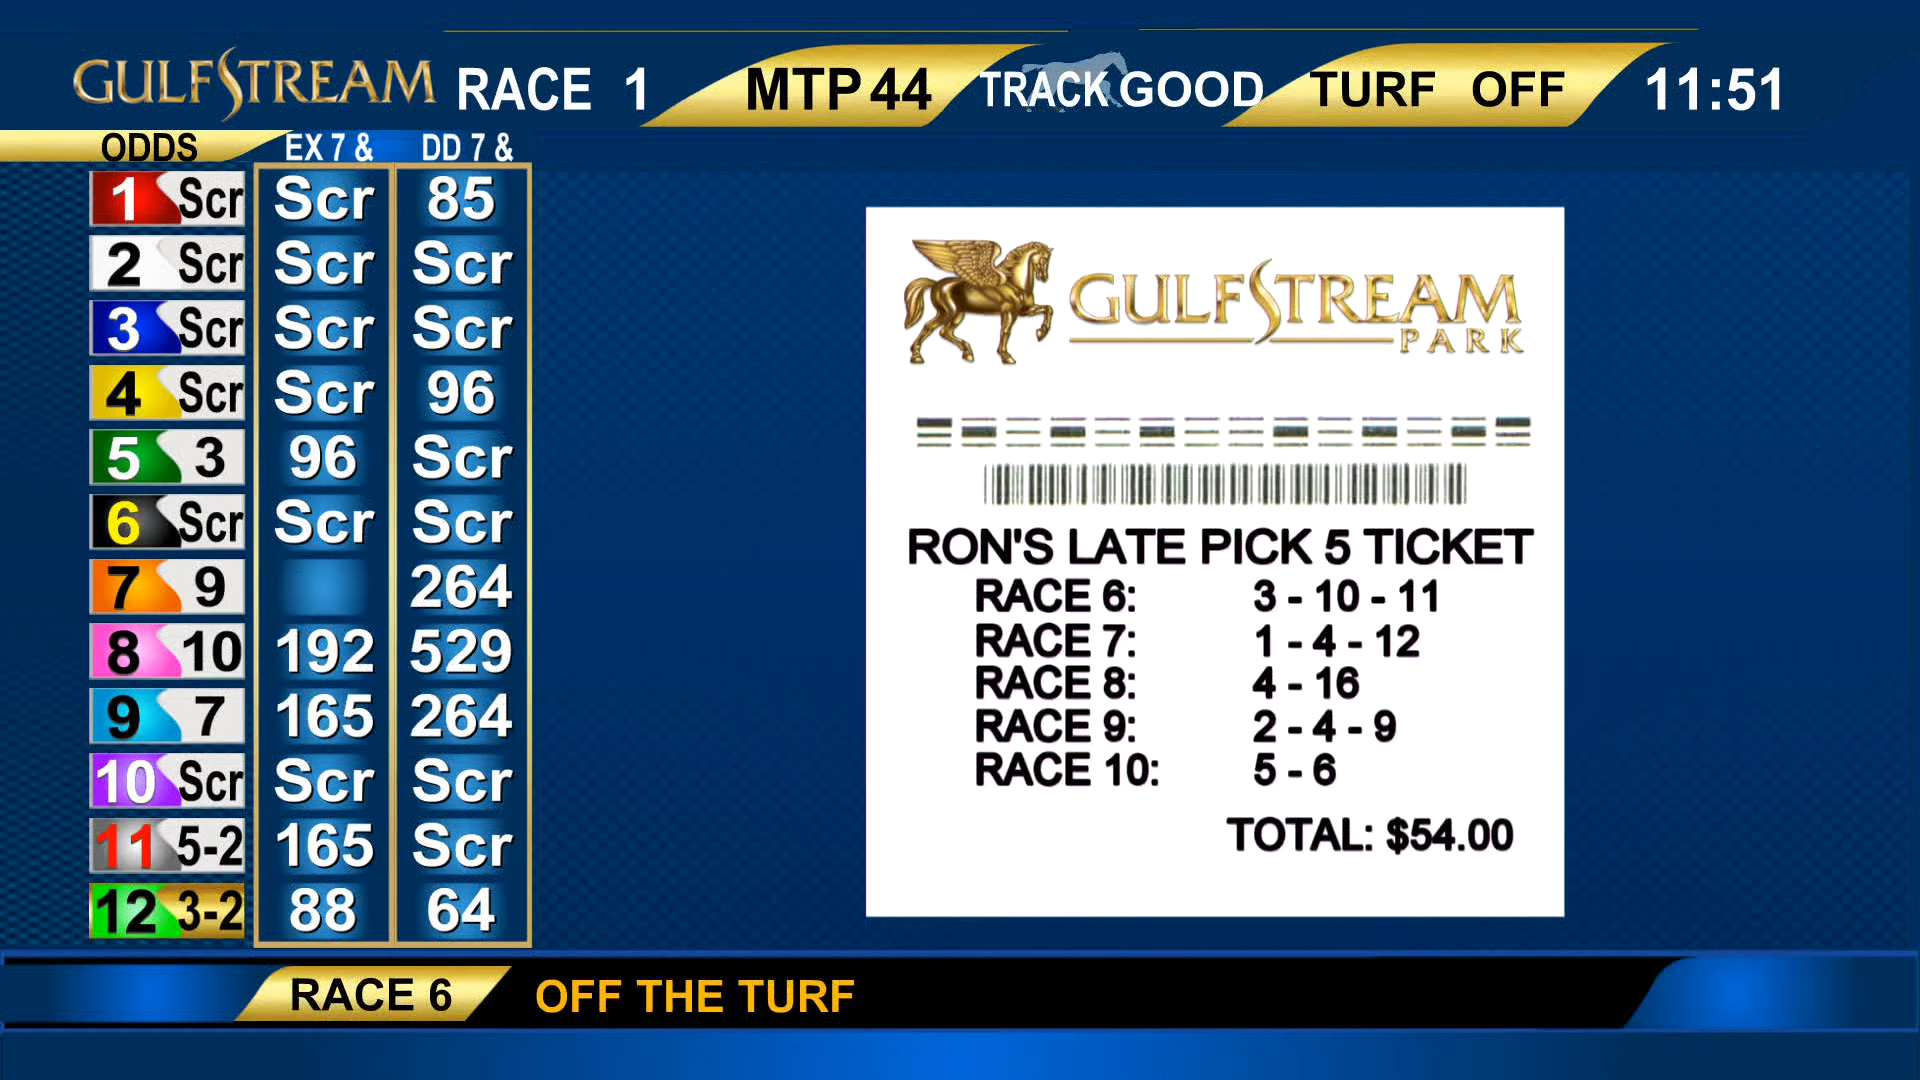 GULFSTREAM RACE 1 MTP 44 TRACK GOOD TURF OFF 11:51
ODDS EX 7 & DD 7 &
1 Scr Scr 85
2 Scr Scr Scr
3 Scr Scr Scr
4 Scr Scr 96
5 3 96 Scr
6 Scr Scr Scr
7 9 264
8 10 192 529
9 7 165 264
10 Scr Scr Scr
11 5-2 165 Scr
12 3-2 88 64
GULFSTREAM
PARK
RON'S LATE PICK 5 TICKET
RACE 6: 3 - 10 - 11
RACE 7: 1 - 4 - 12
RACE 8: 4 - 16
RACE 9: 2 - 4 - 9
RACE 10: 5 - 6
TOTAL: $54.00
RACE 6 OFF THE TURF